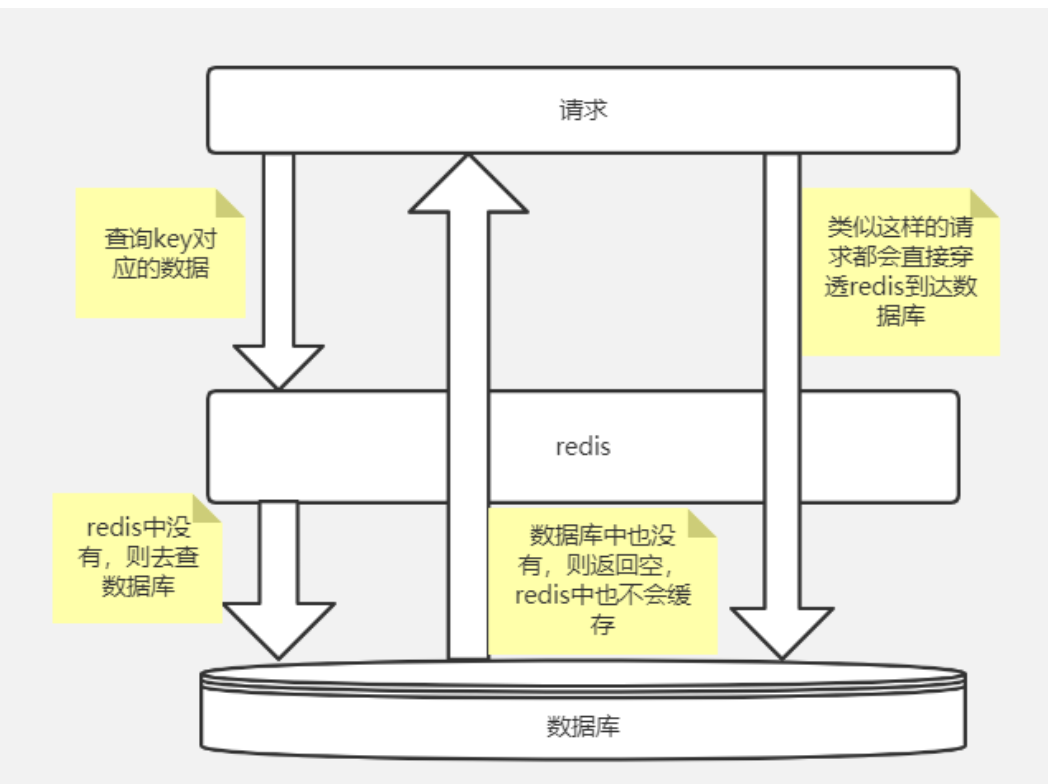 请求
查询key对
应的数据
类似这样的请
求都会直接穿
透redis到达数
据库
redis
redis中没
有，则去查
数据库
数据库中也没
有，则返回空，
redis中也不会缓
存
数据库